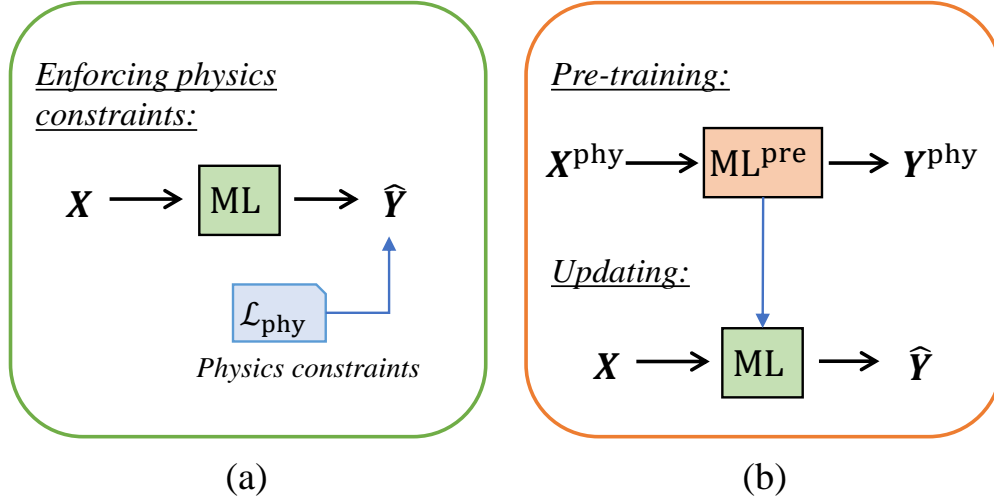 Enforcing physics
constraints:
X
ML
Ŷ
ℒphy
Physics constraints
(a)
Pre-training:
Xᵖʰʸ
MLᵖʳᵉ
Yᵖʰʸ
Updating:
X
ML
Ŷ
(b)